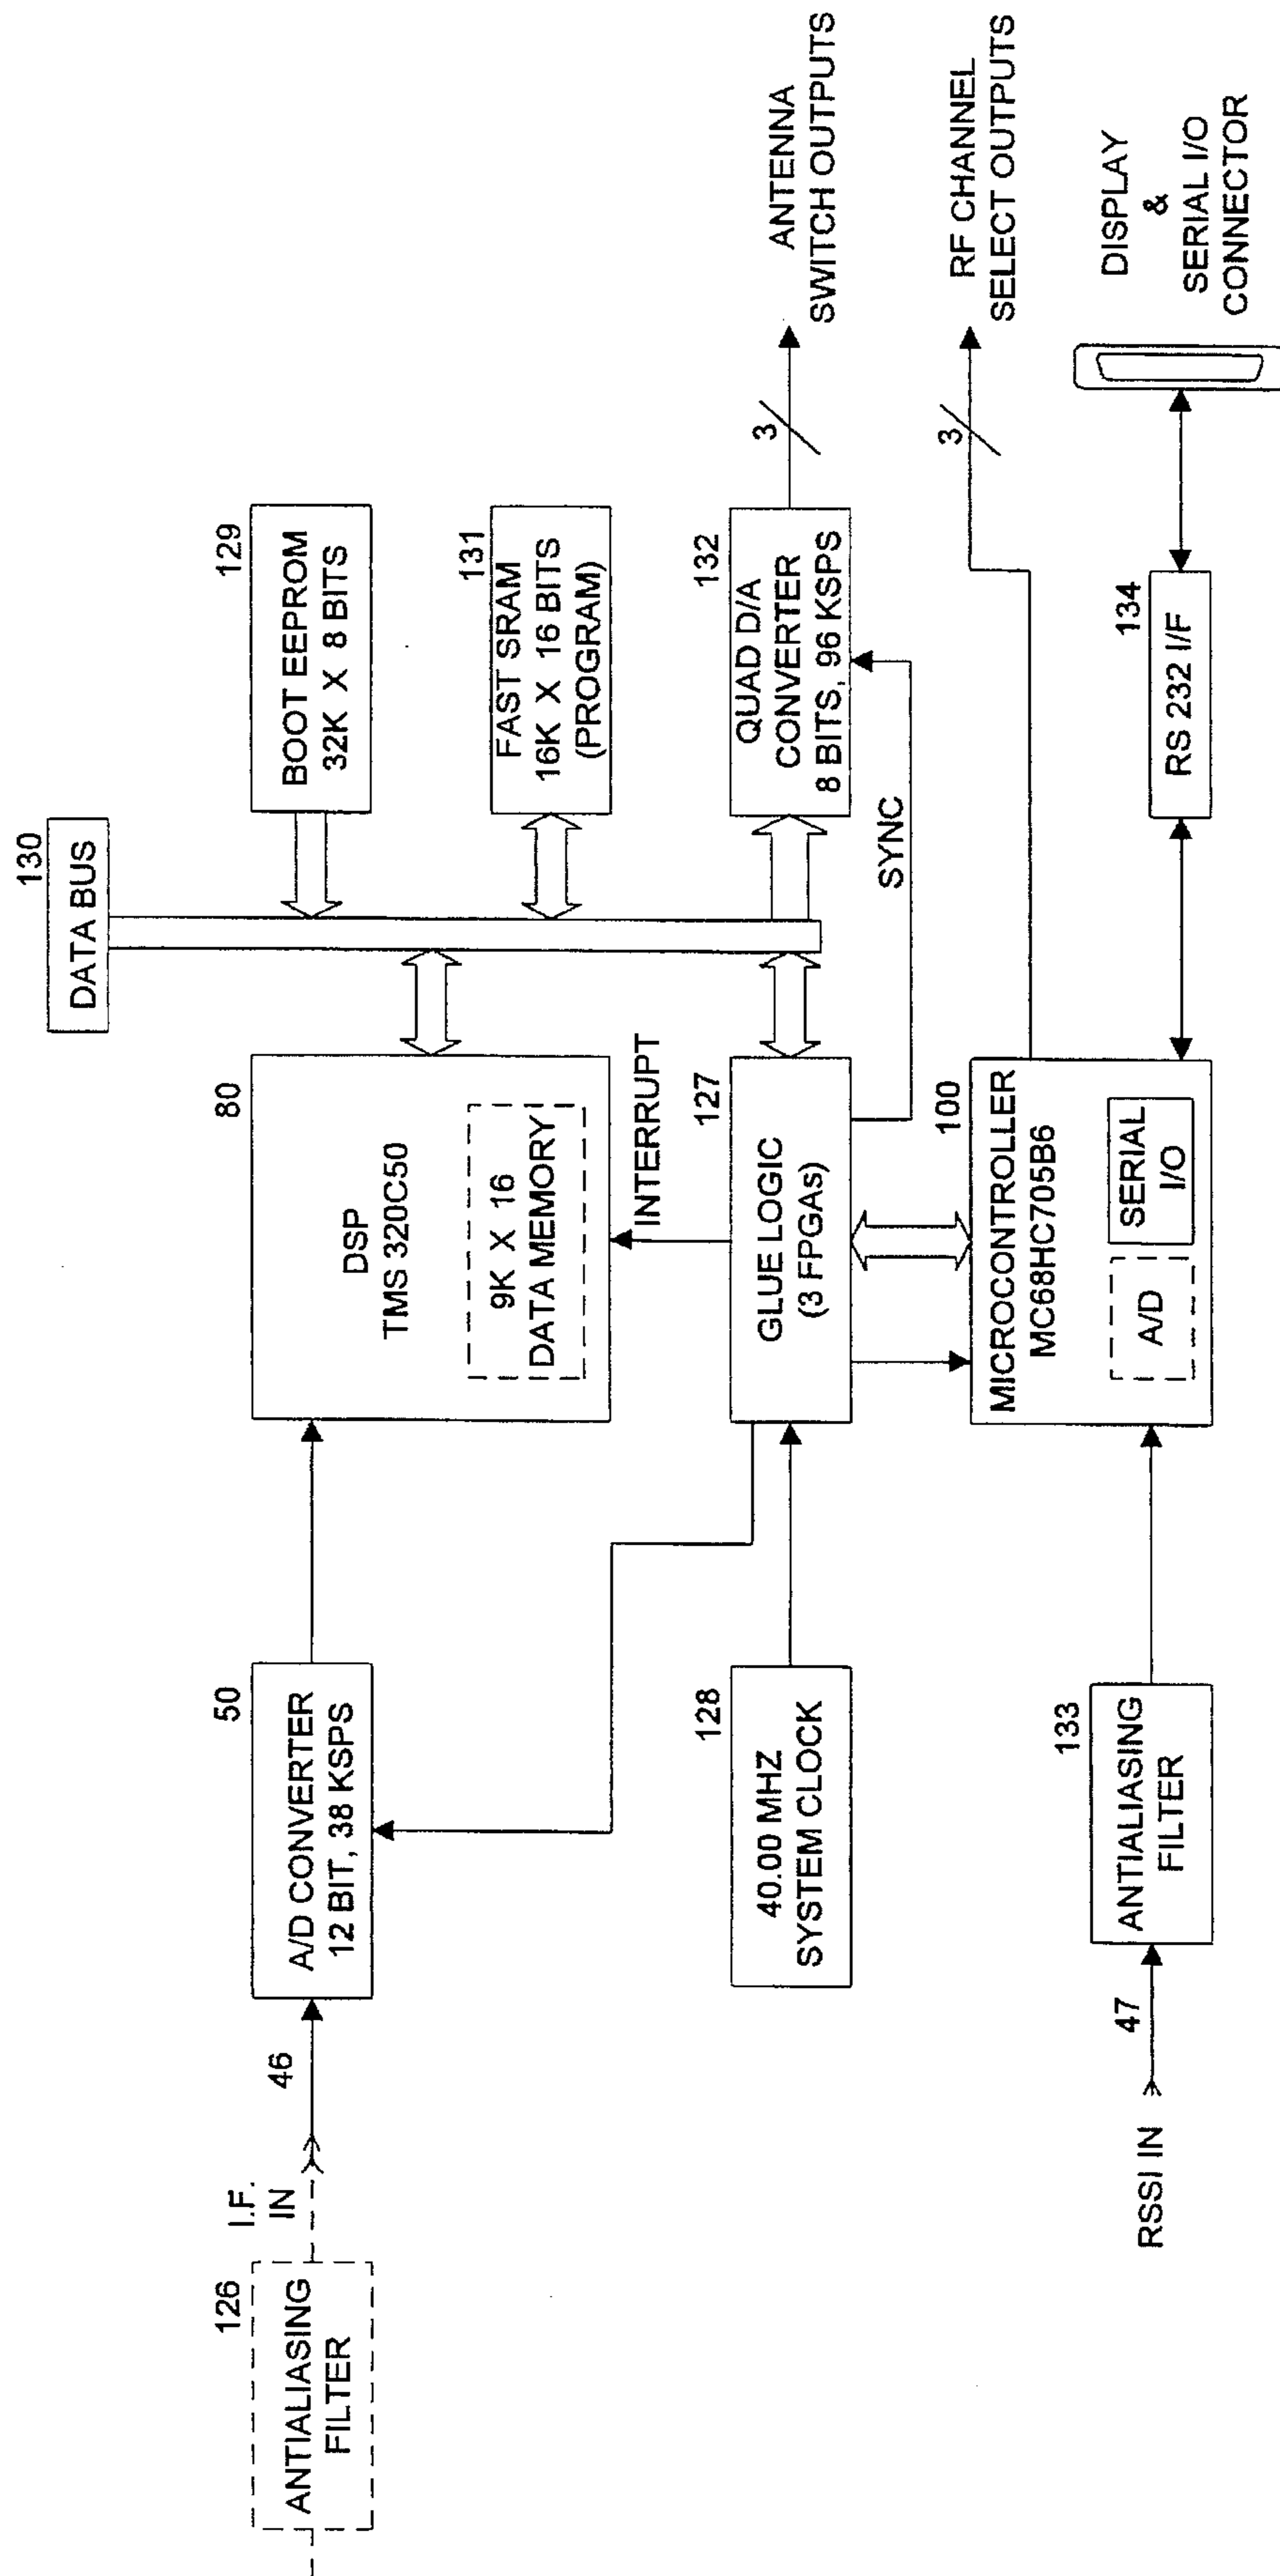 126
ANTIALIASING
FILTER
I.F.
IN
46
50
A/D CONVERTER
12 BIT, 38 KSPS
80
DSP
TMS 320C50
9K X 16
DATA MEMORY
INTERRUPT
130
DATA BUS
129
BOOT EEPROM
32K X 8 BITS
131
FAST SRAM
16K X 16 BITS
(PROGRAM)
128
40.00 MHZ
SYSTEM CLOCK
127
GLUE LOGIC
(3 FPGAs)
SYNC
132
QUAD D/A
CONVERTER
8 BITS, 96 KSPS
3
ANTENNA
SWITCH OUTPUTS
RSSI IN
47
133
ANTIALIASING
FILTER
100
MICROCONTROLLER
MC68HC705B6
A/D
SERIAL
I/O
3
RF CHANNEL
SELECT OUTPUTS
134
RS 232 I/F
DISPLAY
&
SERIAL I/O
CONNECTOR